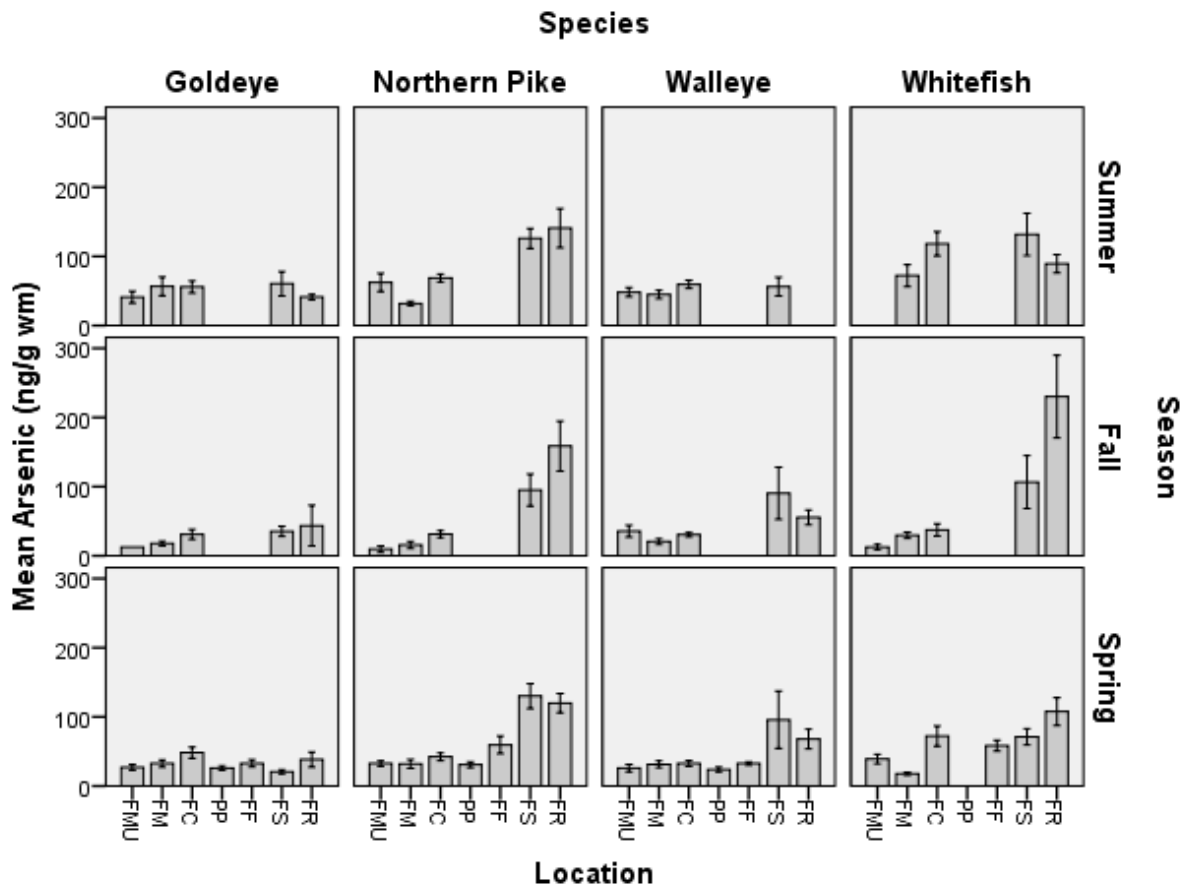 Species
Goldeye Northern Pike Walleye Whitefish
Mean Arsenic (ng/g wm)
300
200
100
0
Summer
300
200
100
0
Fall
300
200
100
0
Spring
Season
FMU FM FC PP FF FS FR FMU FM FC PP FF FS FR FMU FM FC PP FF FS FR FMU FM FC PP FF FS FR
Location